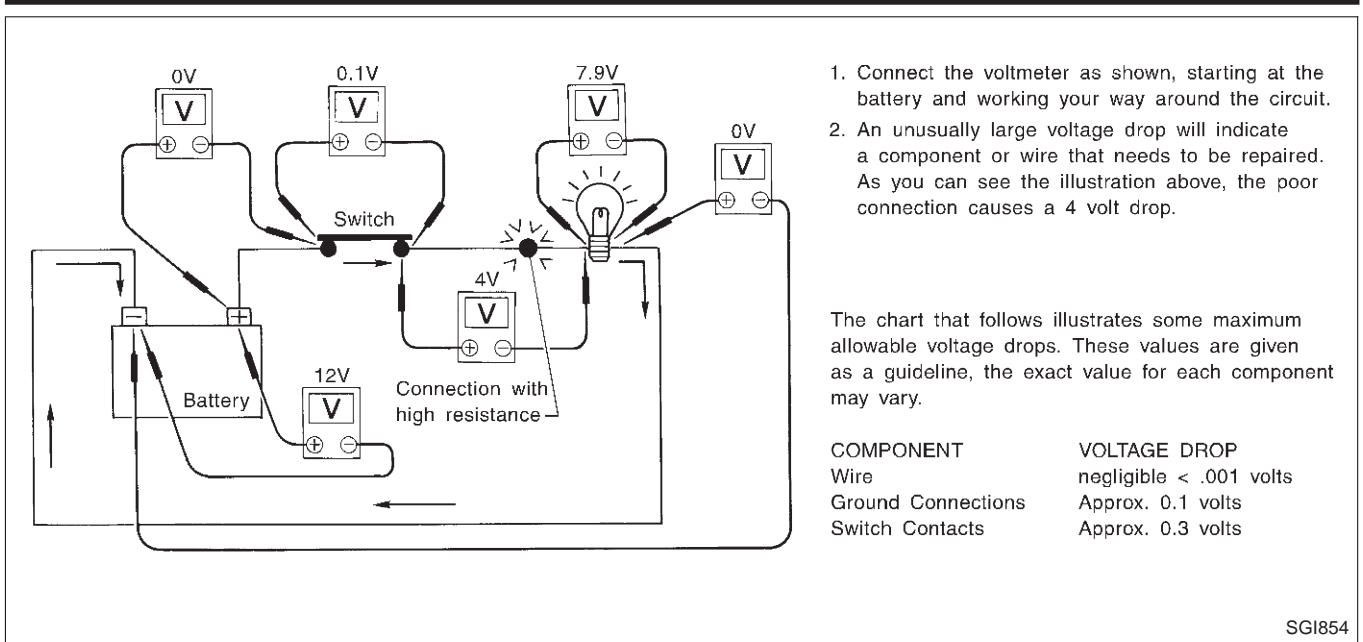 0V
0.1V
7.9V
0V
V
V
V
V
+ -
+ -
+ -
+ -
Switch
4V
V
+ -
- +
Battery
12V
V
+ -
Connection with
high resistance
1. Connect the voltmeter as shown, starting at the
battery and working your way around the circuit.
2. An unusually large voltage drop will indicate
a component or wire that needs to be repaired.
As you can see the illustration above, the poor
connection causes a 4 volt drop.
The chart that follows illustrates some maximum
allowable voltage drops. These values are given
as a guideline, the exact value for each component
may vary.
COMPONENT VOLTAGE DROP
Wire negligible < .001 volts
Ground Connections Approx. 0.1 volts
Switch Contacts Approx. 0.3 volts
SGI854